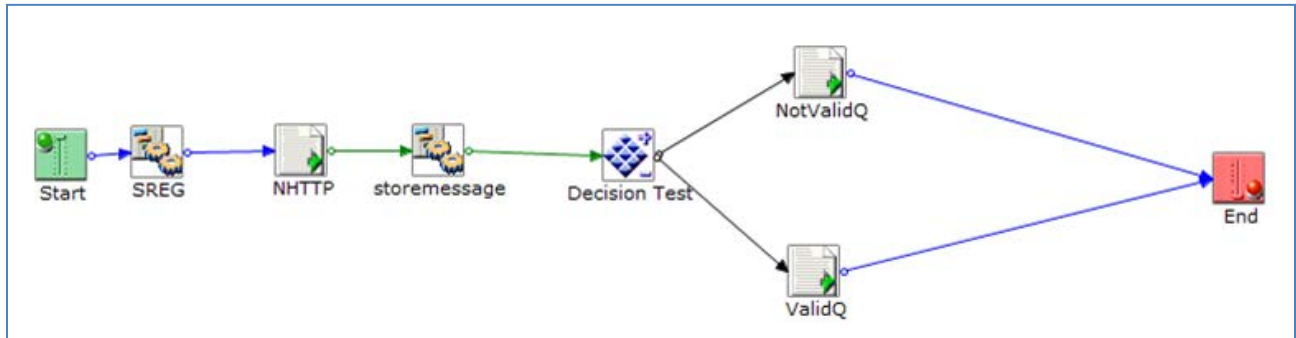 Start
SREG
NHTTP
storemessage
Decision Test
NotValidQ
ValidQ
End